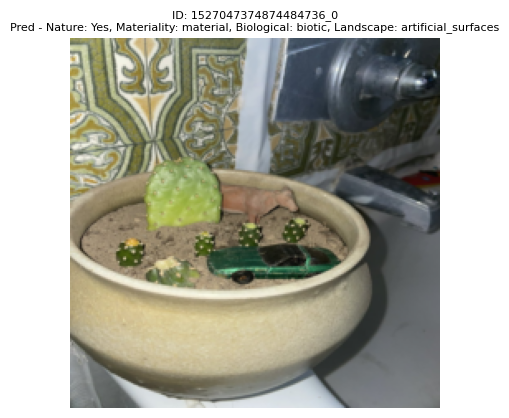 ID: 1527047374874484736_0
Pred - Nature: Yes, Materiality: material, Biological: biotic, Landscape: artificial_surfaces